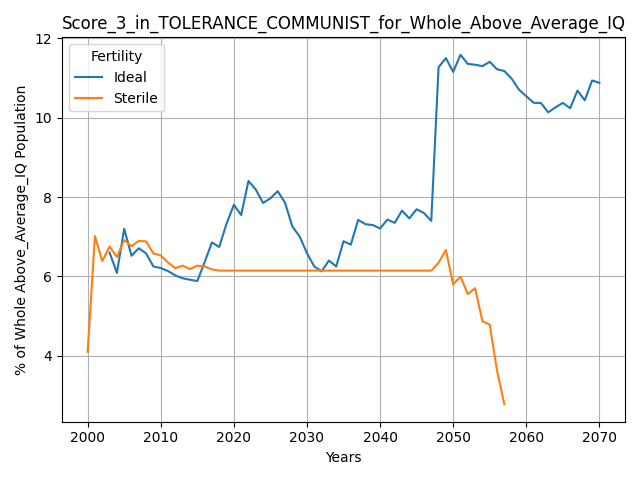 Score_3_in_TOLERANCE_COMMUNIST_for_Whole_Above_Average_IQ
Fertility
Ideal
Sterile
% of Whole Above_Average_IQ Population
12
10
8
6
4
2000 2010 2020 2030 2040 2050 2060 2070
Years